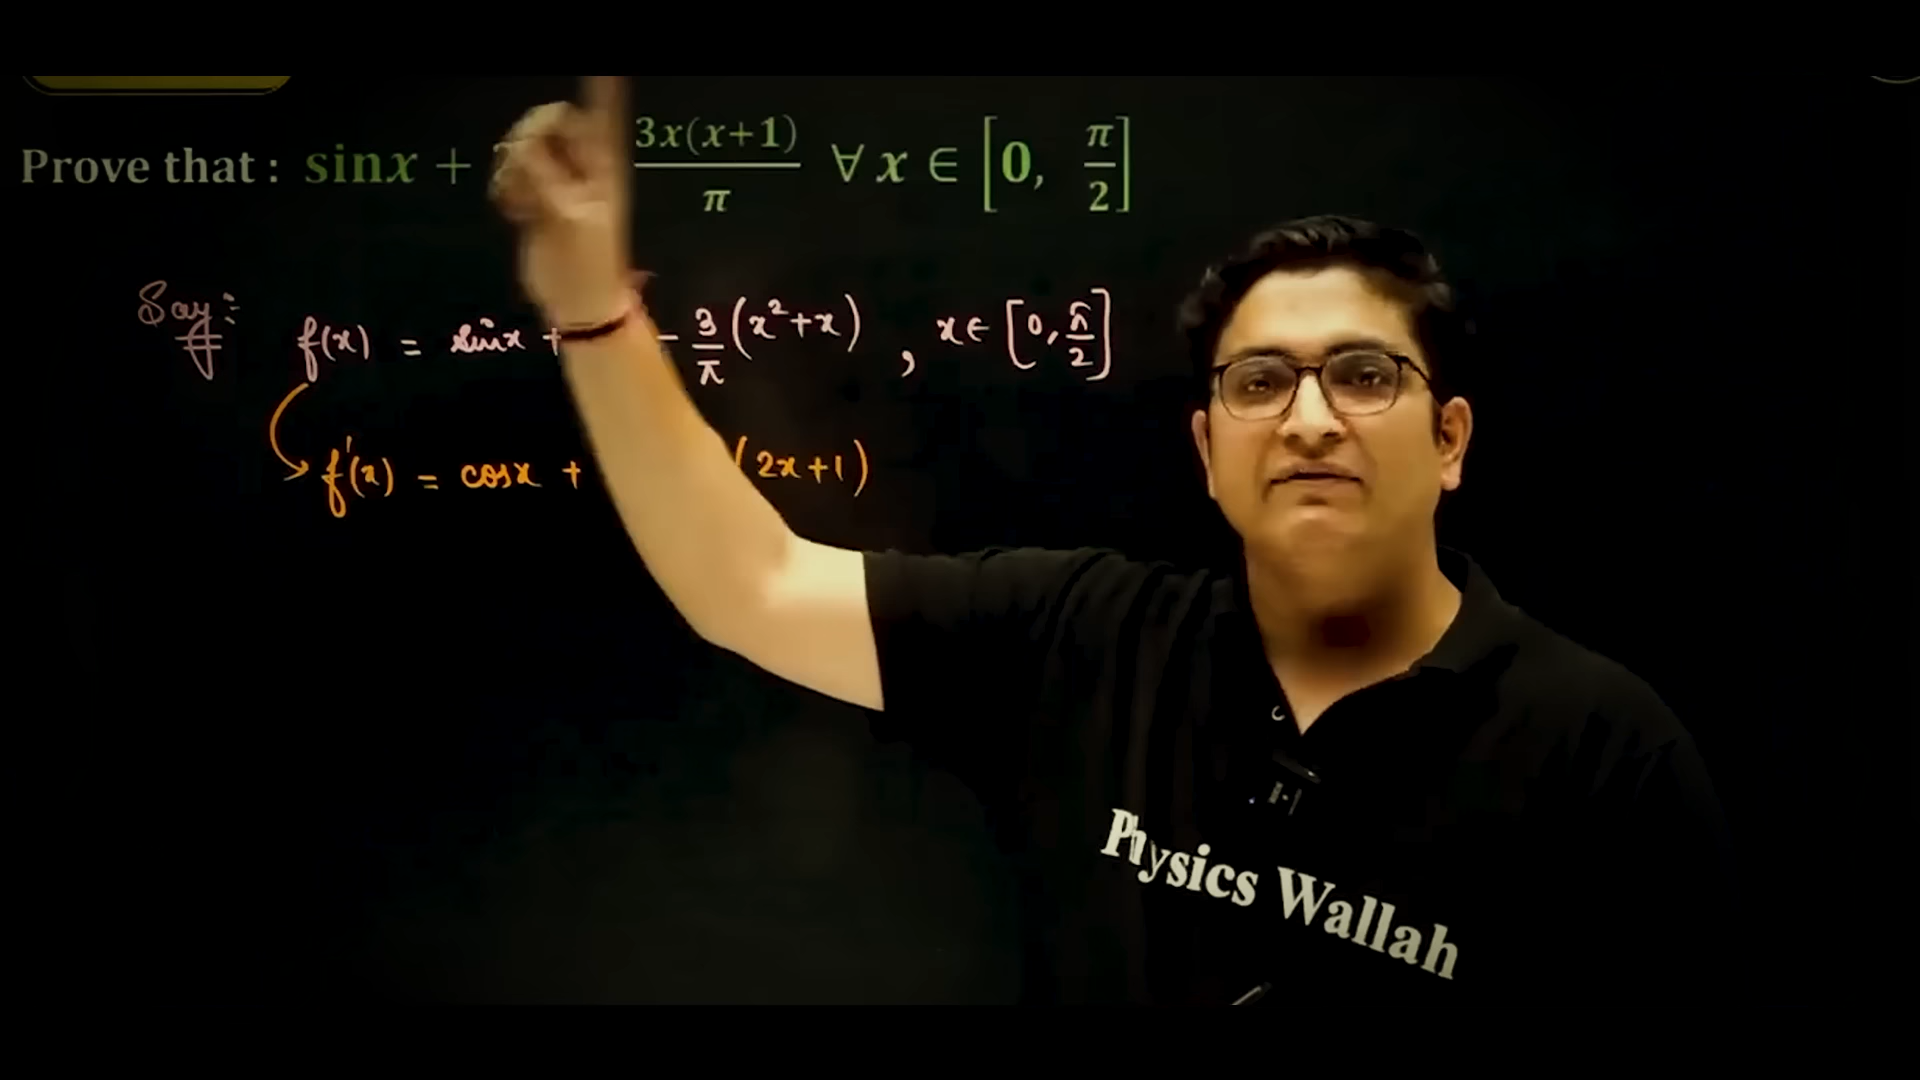 Prove that : sinx + 3x(x+1)/π ∀ x ∈ [0, π/2]
Say:
f(x) = sinx + - 3/π (x²+x) , x∈ [0, π/2]
f'(x) = cosx + (2x+1)
Physics Wallah